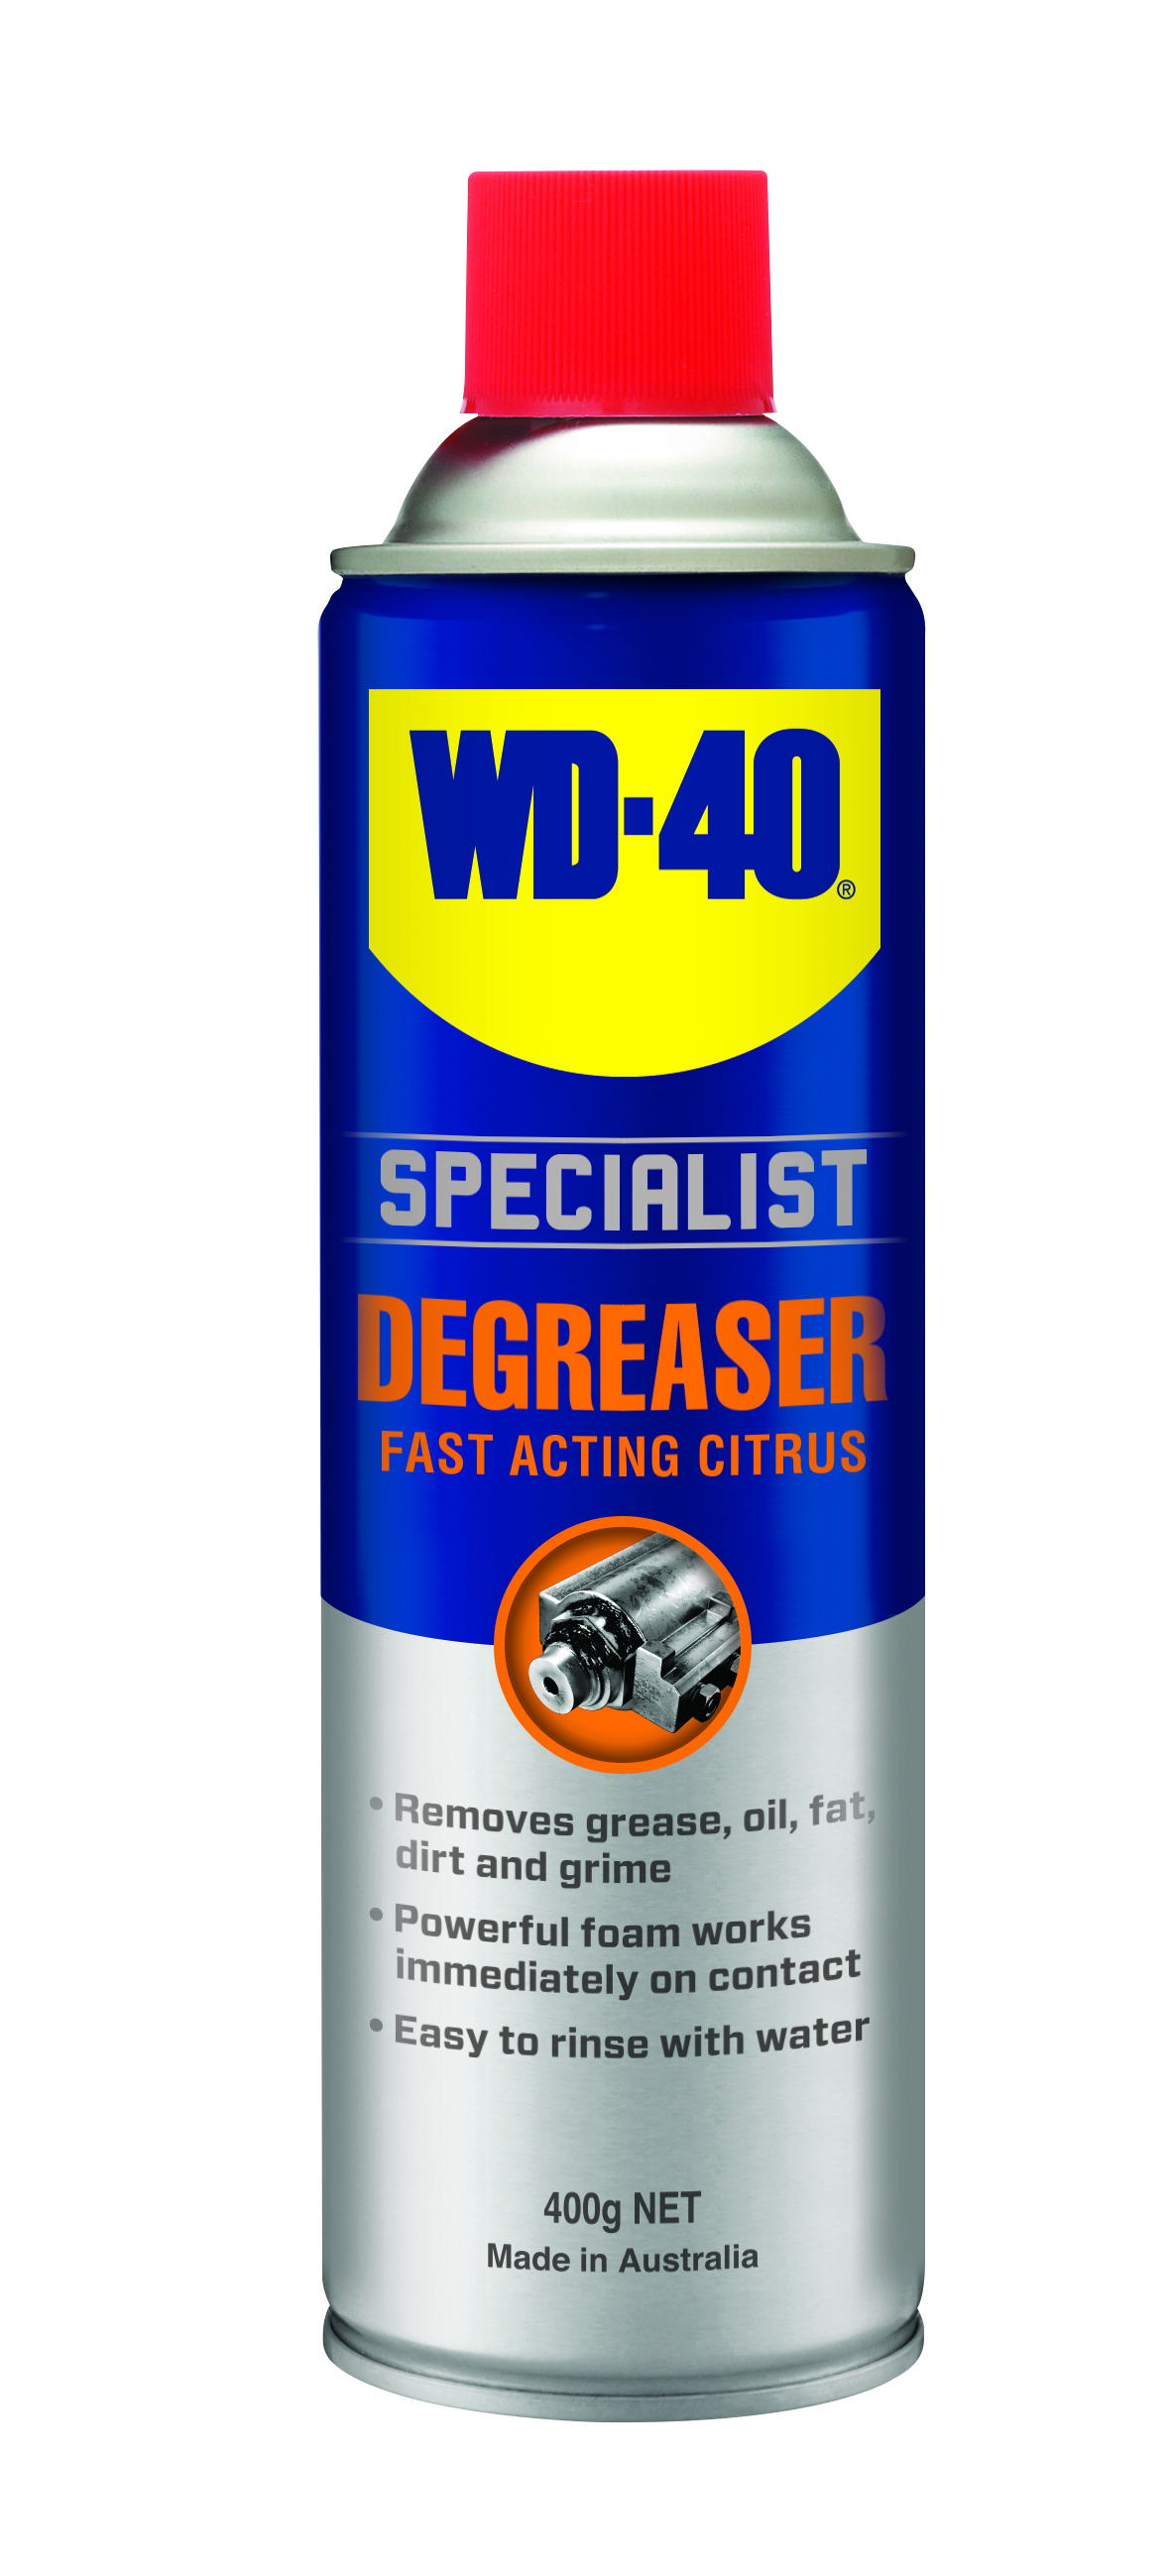 WD-40®
SPECIALIST
DEGREASER
FAST ACTING CITRUS
• Removes grease, oil, fat,
dirt and grime
• Powerful foam works
immediately on contact
• Easy to rinse with water
400g NET
Made in Australia